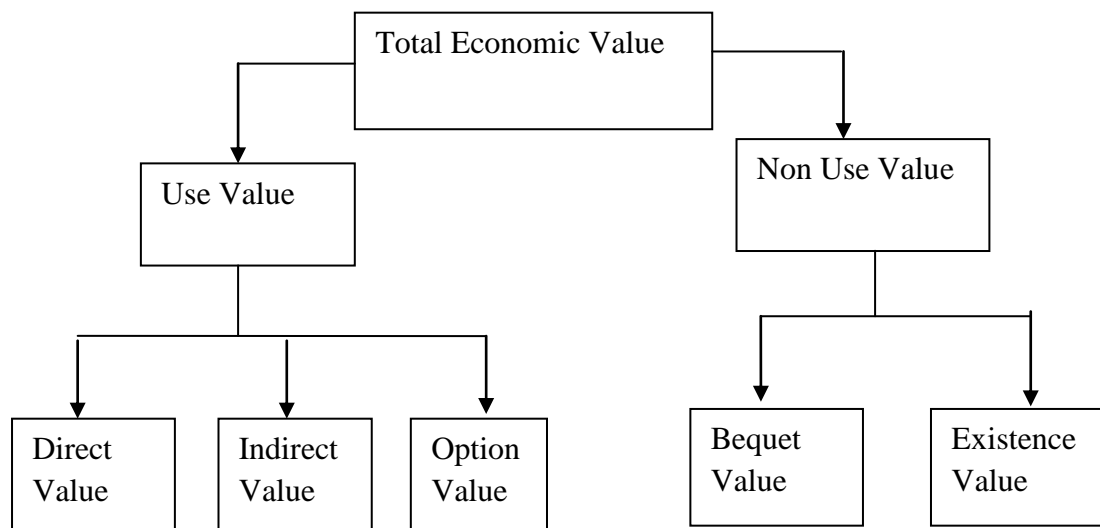 Total Economic Value
Use Value
Non Use Value
Direct
Value
Indirect
Value
Option
Value
Bequet
Value
Existence
Value